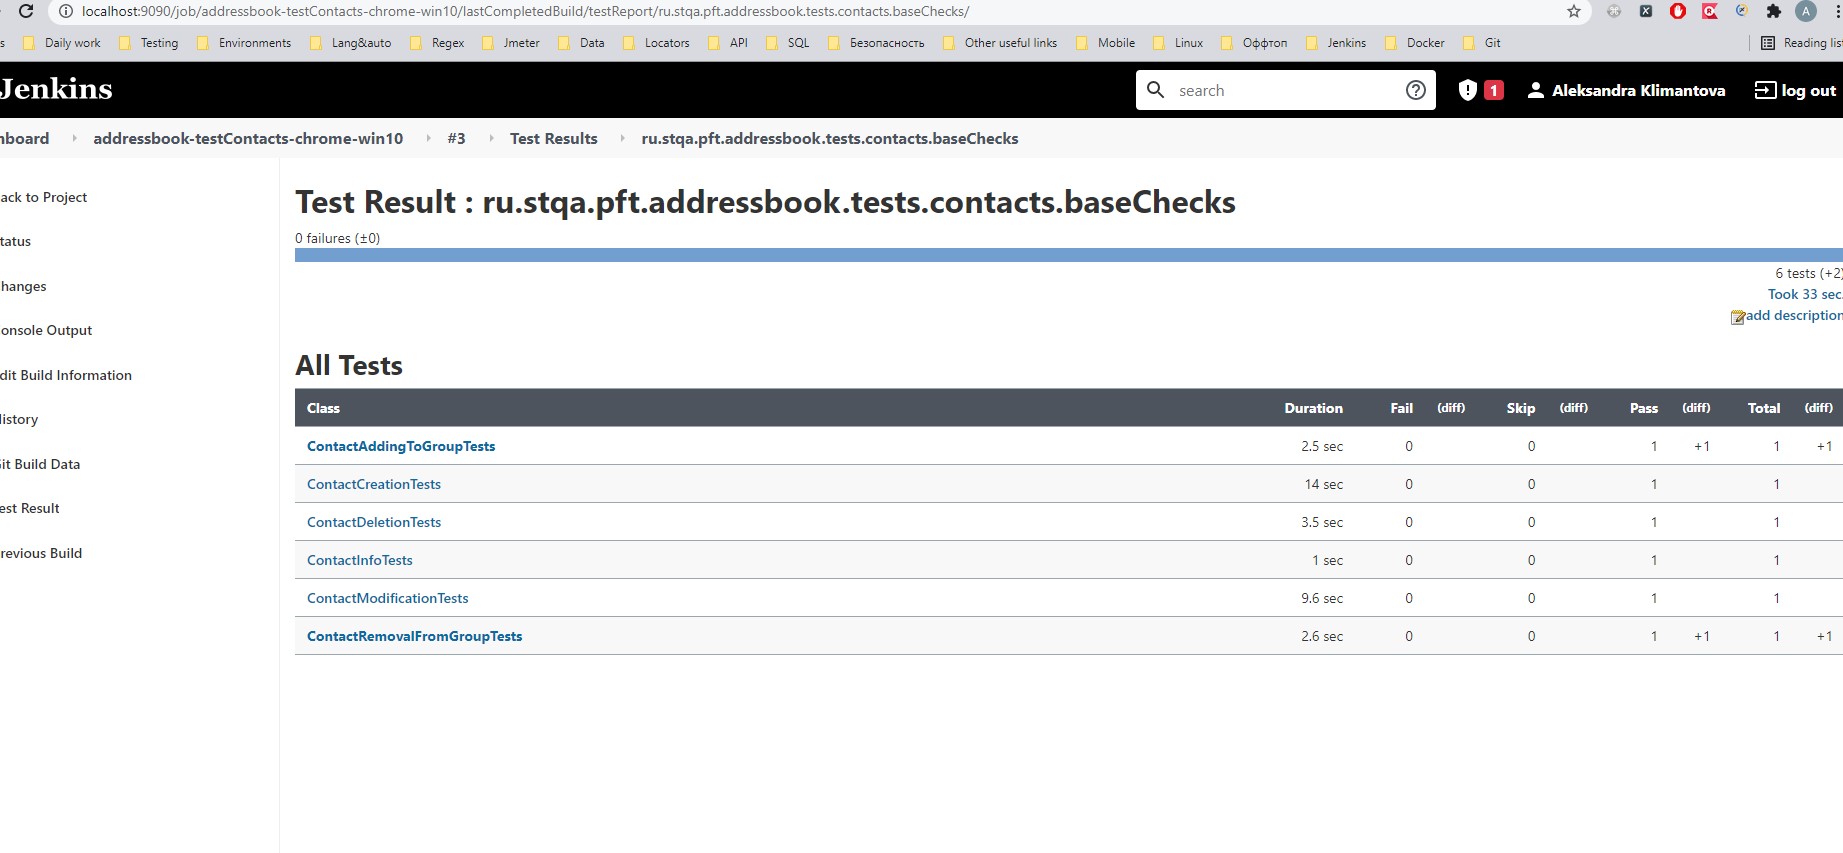 localhost:9090/job/addressbook-testContacts-chrome-win10/lastCompletedBuild/testReport/ru.stqa.pft.addressbook.tests.contacts.baseChecks/ A
s Daily work Testing Environments Lang&auto Regex Jmeter Data Locators API SQL Безопасность Other useful links Mobile Linux Оффтоп Jenkins Docker Git Reading lis
Jenkins search 1 Aleksandra Klimantova log out
nboard addressbook-testContacts-chrome-win10 #3 Test Results ru.stqa.pft.addressbook.tests.contacts.baseChecks
ack to Project
tatus
hanges
onsole Output
dit Build Information
istory
it Build Data
est Result
revious Build
Test Result : ru.stqa.pft.addressbook.tests.contacts.baseChecks
0 failures (±0)
6 tests (+2)
Took 33 sec.
add description
All Tests
Class Duration Fail (diff) Skip (diff) Pass (diff) Total (diff)
ContactAddingToGroupTests 2.5 sec 0 0 1 +1 1 +1
ContactCreationTests 14 sec 0 0 1 1
ContactDeletionTests 3.5 sec 0 0 1 1
ContactInfoTests 1 sec 0 0 1 1
ContactModificationTests 9.6 sec 0 0 1 1
ContactRemovalFromGroupTests 2.6 sec 0 0 1 +1 1 +1